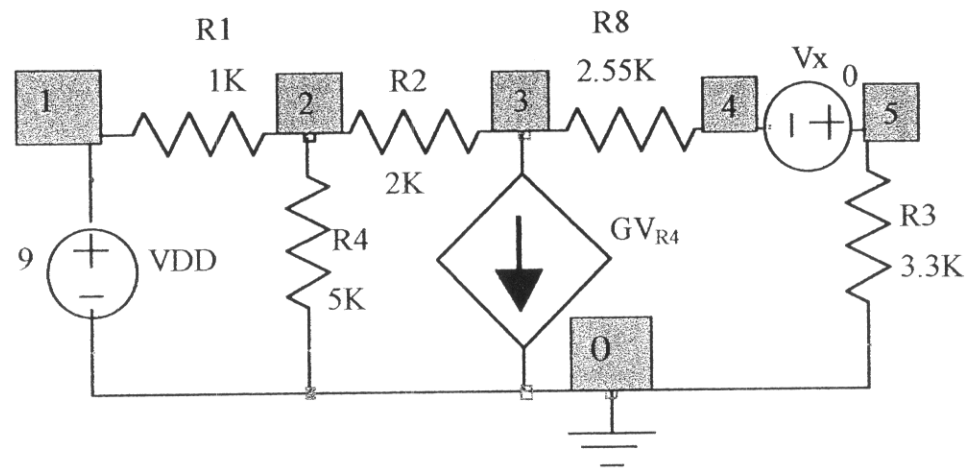 R1
1K
R2
2K
R8
2.55K
Vx
0
1
2
3
4
5
+
−
9
VDD
R4
5K
GVR4
− +
R3
3.3K
0